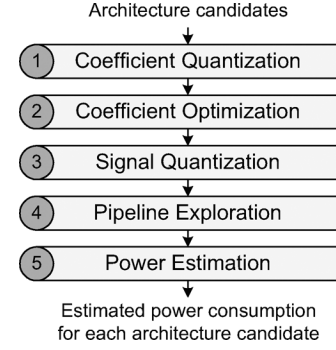 Architecture candidates
1 Coefficient Quantization
2 Coefficient Optimization
3 Signal Quantization
4 Pipeline Exploration
5 Power Estimation
Estimated power consumption
for each architecture candidate